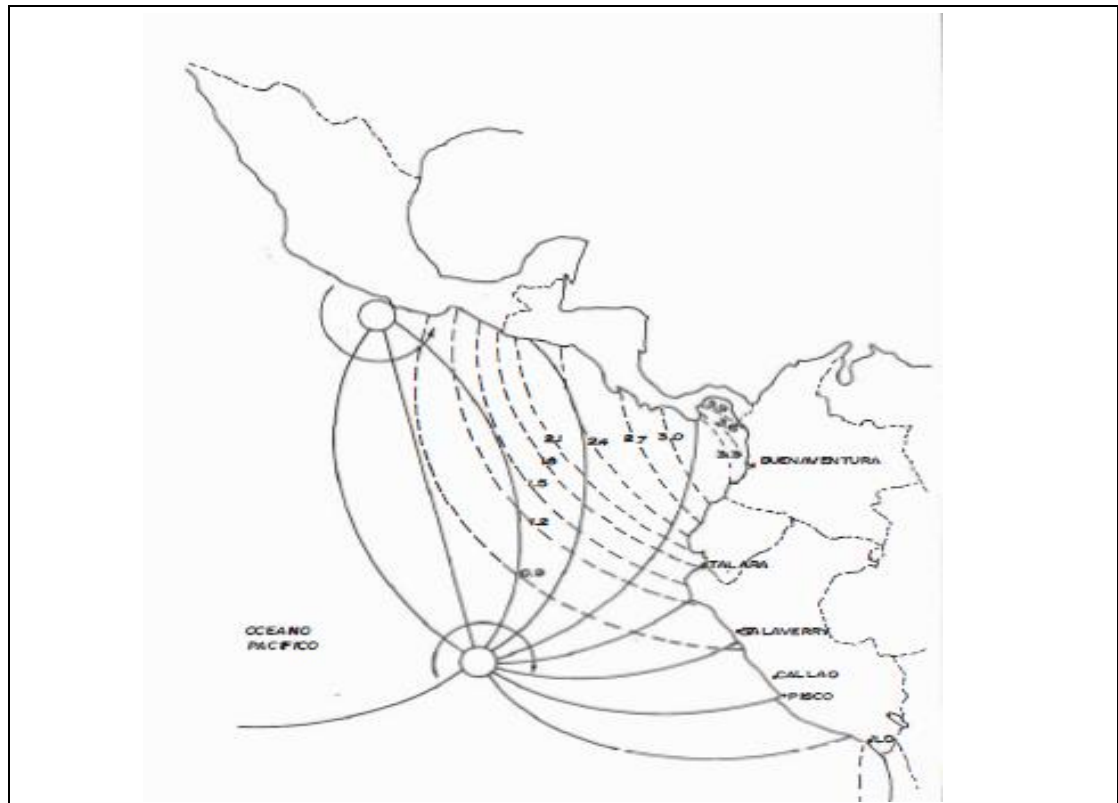 2.1
2.4
2.7
3.0
1.8
3.3
BUENAVENTURA
1.5
1.2
0.9
TALARA
OCEANO
PACIFICO
SALAVERRY
CALLAO
PISCO